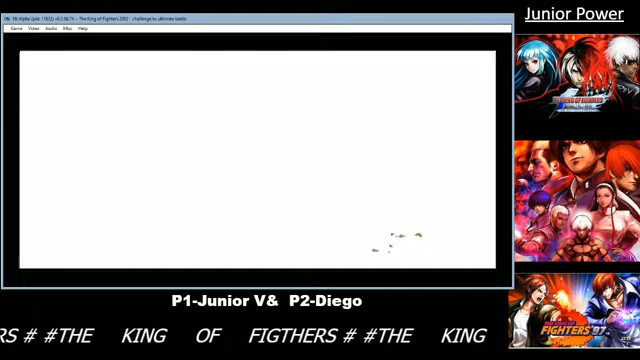 Junior Power
FB Alpha
The King of Fighters 2002 - challenge to ultimate battle
Game Video Audio Misc Help
FIGHTERS '97
P1-Junior V& P2-Diego
RS # #THE KING OF FIGTHERS # #THE KING